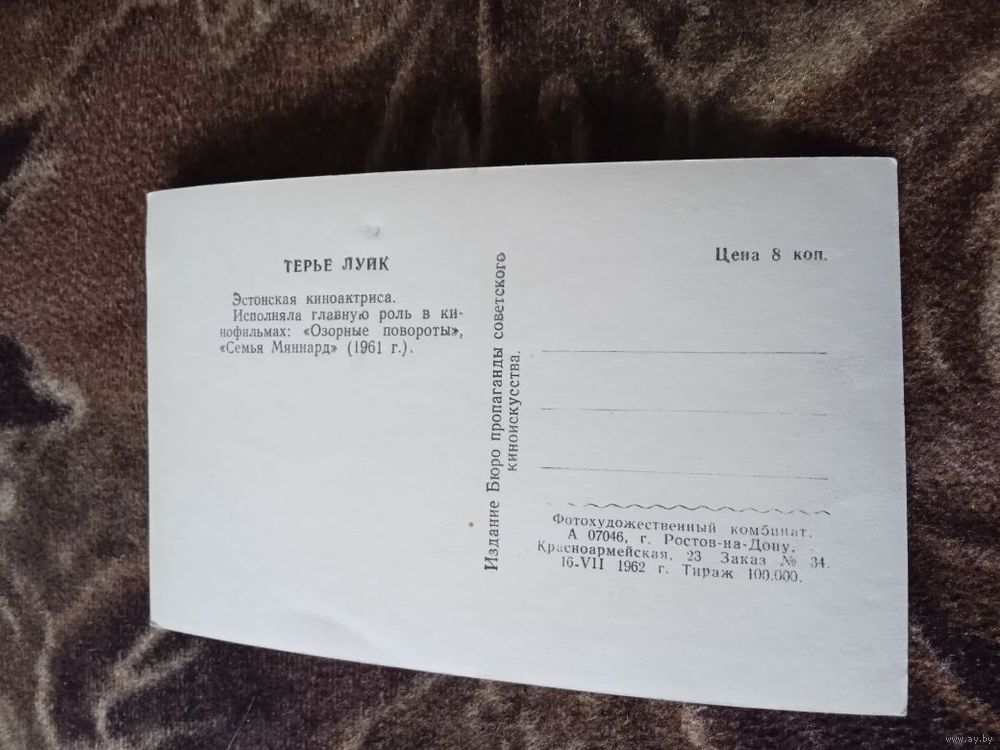 ТЕРЬЕ ЛУИК
Эстонская киноактриса.
Исполняла главную роль в ки-
нофильмах: «Озорные повороты»,
«Семья Мяннард» (1961 г.).
Издание Бюро пропаганды советского
киноискусства.
Цена 8 коп.
Фотохудожественный комбинат.
А 07046, г. Ростов-на-Дону,
Красноармейская, 23 Заказ № 34.
16-VII 1962 г. Тираж 100.000.
www.ay.by